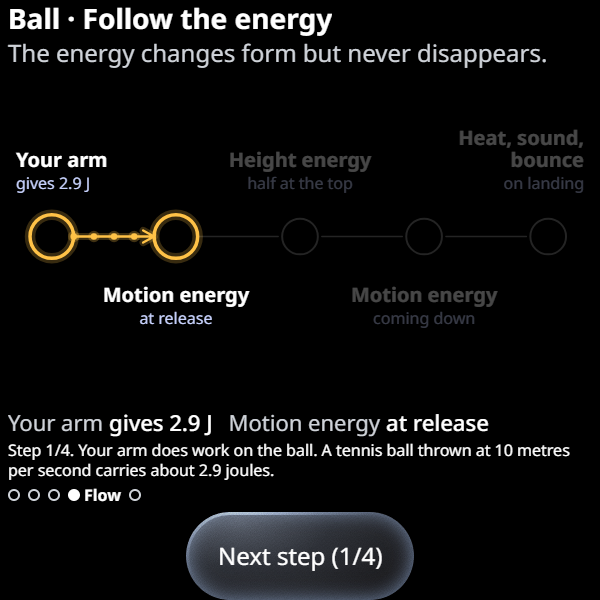 Ball · Follow the energy
The energy changes form but never disappears.
Your arm
gives 2.9 J
Height energy
half at the top
Heat, sound,
bounce
on landing
Motion energy
at release
Motion energy
coming down
Your arm gives 2.9 J Motion energy at release
Step 1/4. Your arm does work on the ball. A tennis ball thrown at 10 metres
per second carries about 2.9 joules.
Flow
Next step (1/4)